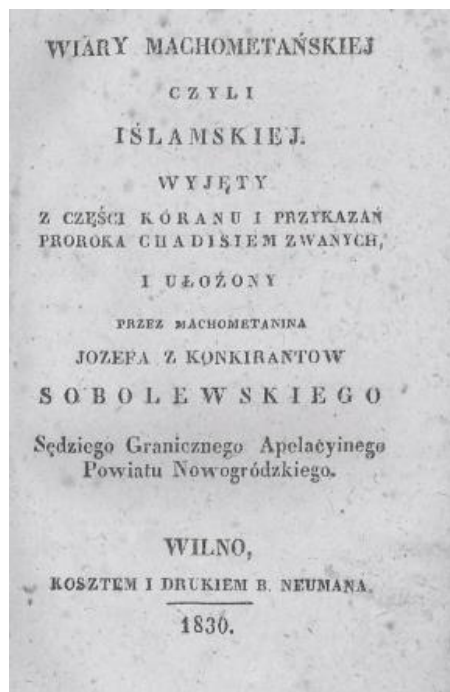 WIARY MACHOMETAŃSKIEJ
CZYLI
IŚLAMSKIEJ.
WYJĘTY
Z CZĘŚCI KÓRANU I PRZYKAZAŃ
PROROKA CHADISIEM ZWANYCH,
I UŁOŻONY
PRZEZ MACHOMETANINA
JOZEFA Z KONKIRANTOW
SOBOLEWSKIEGO
Sędziego Granicznego Apelacyinego
Powiatu Nowogródzkiego.
WILNO,
KOSZTEM I DRUKIEM B. NEUMANA.
1830.